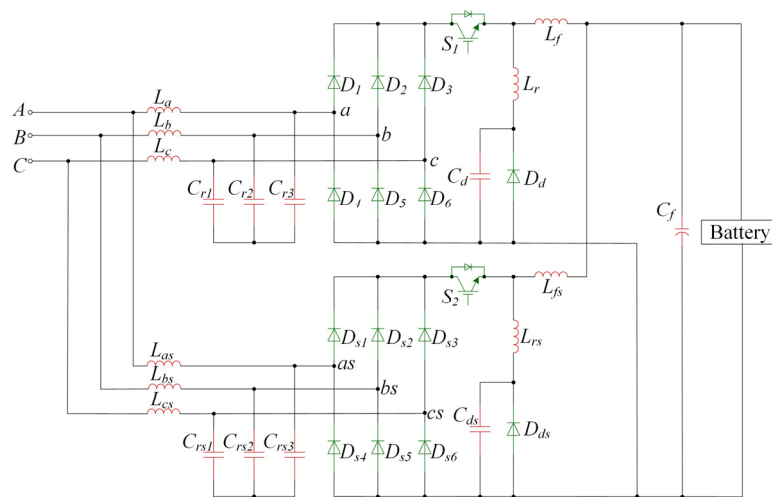 S1 Lf
D1 D2 D3 Lr
A La a
B Lb b
C Lc c
Cr1 Cr2 Cr3 D4 D5 D6 Cd Dd
Cf Battery
S2 Lfs
Ds1 Ds2 Ds3 Lrs
Las as
Lbs bs
Lcs cs
Crs1 Crs2 Crs3 Ds4 Ds5 Ds6 Cds Dds